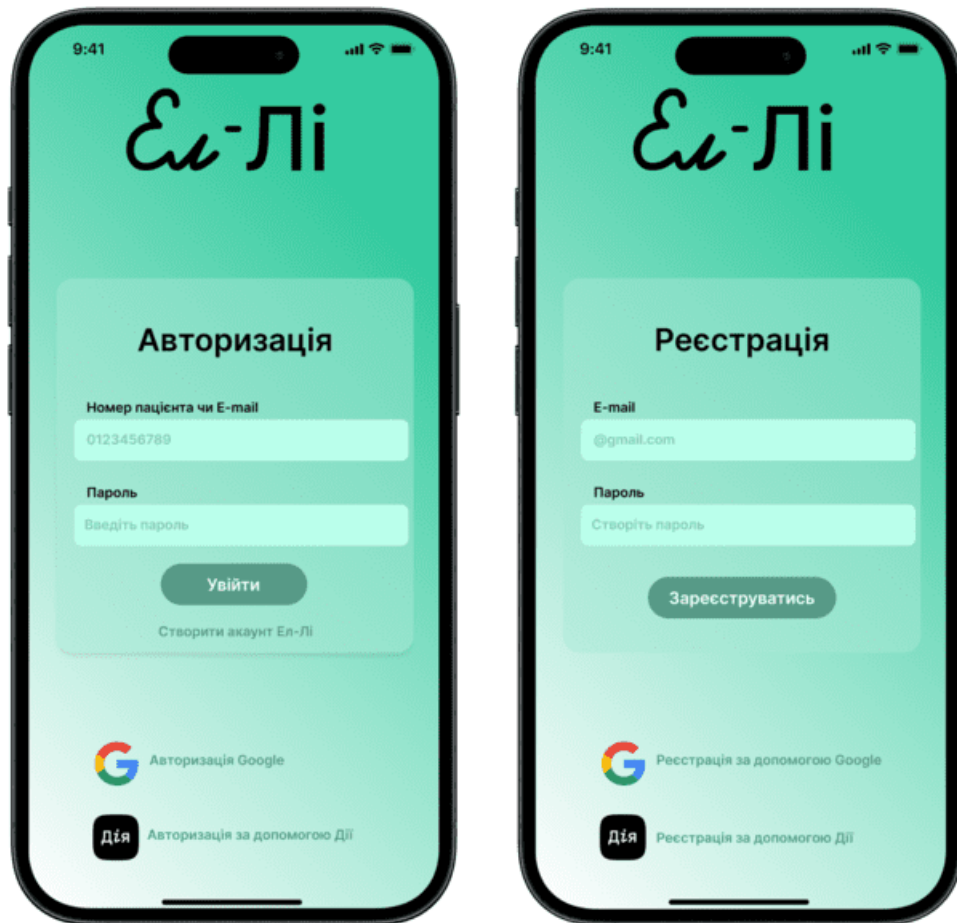 9:41
Ел-Лі
Авторизація
Номер пацієнта чи E-mail
0123456789
Пароль
Введіть пароль
Увійти
Створити акаунт Ел-Лі
Авторизація Google
Дія
Авторизація за допомогою Дії
9:41
Ел-Лі
Реєстрація
E-mail
@gmail.com
Пароль
Створіть пароль
Зареєструватись
Реєстрація за допомогою Google
Дія
Реєстрація за допомогою Дії